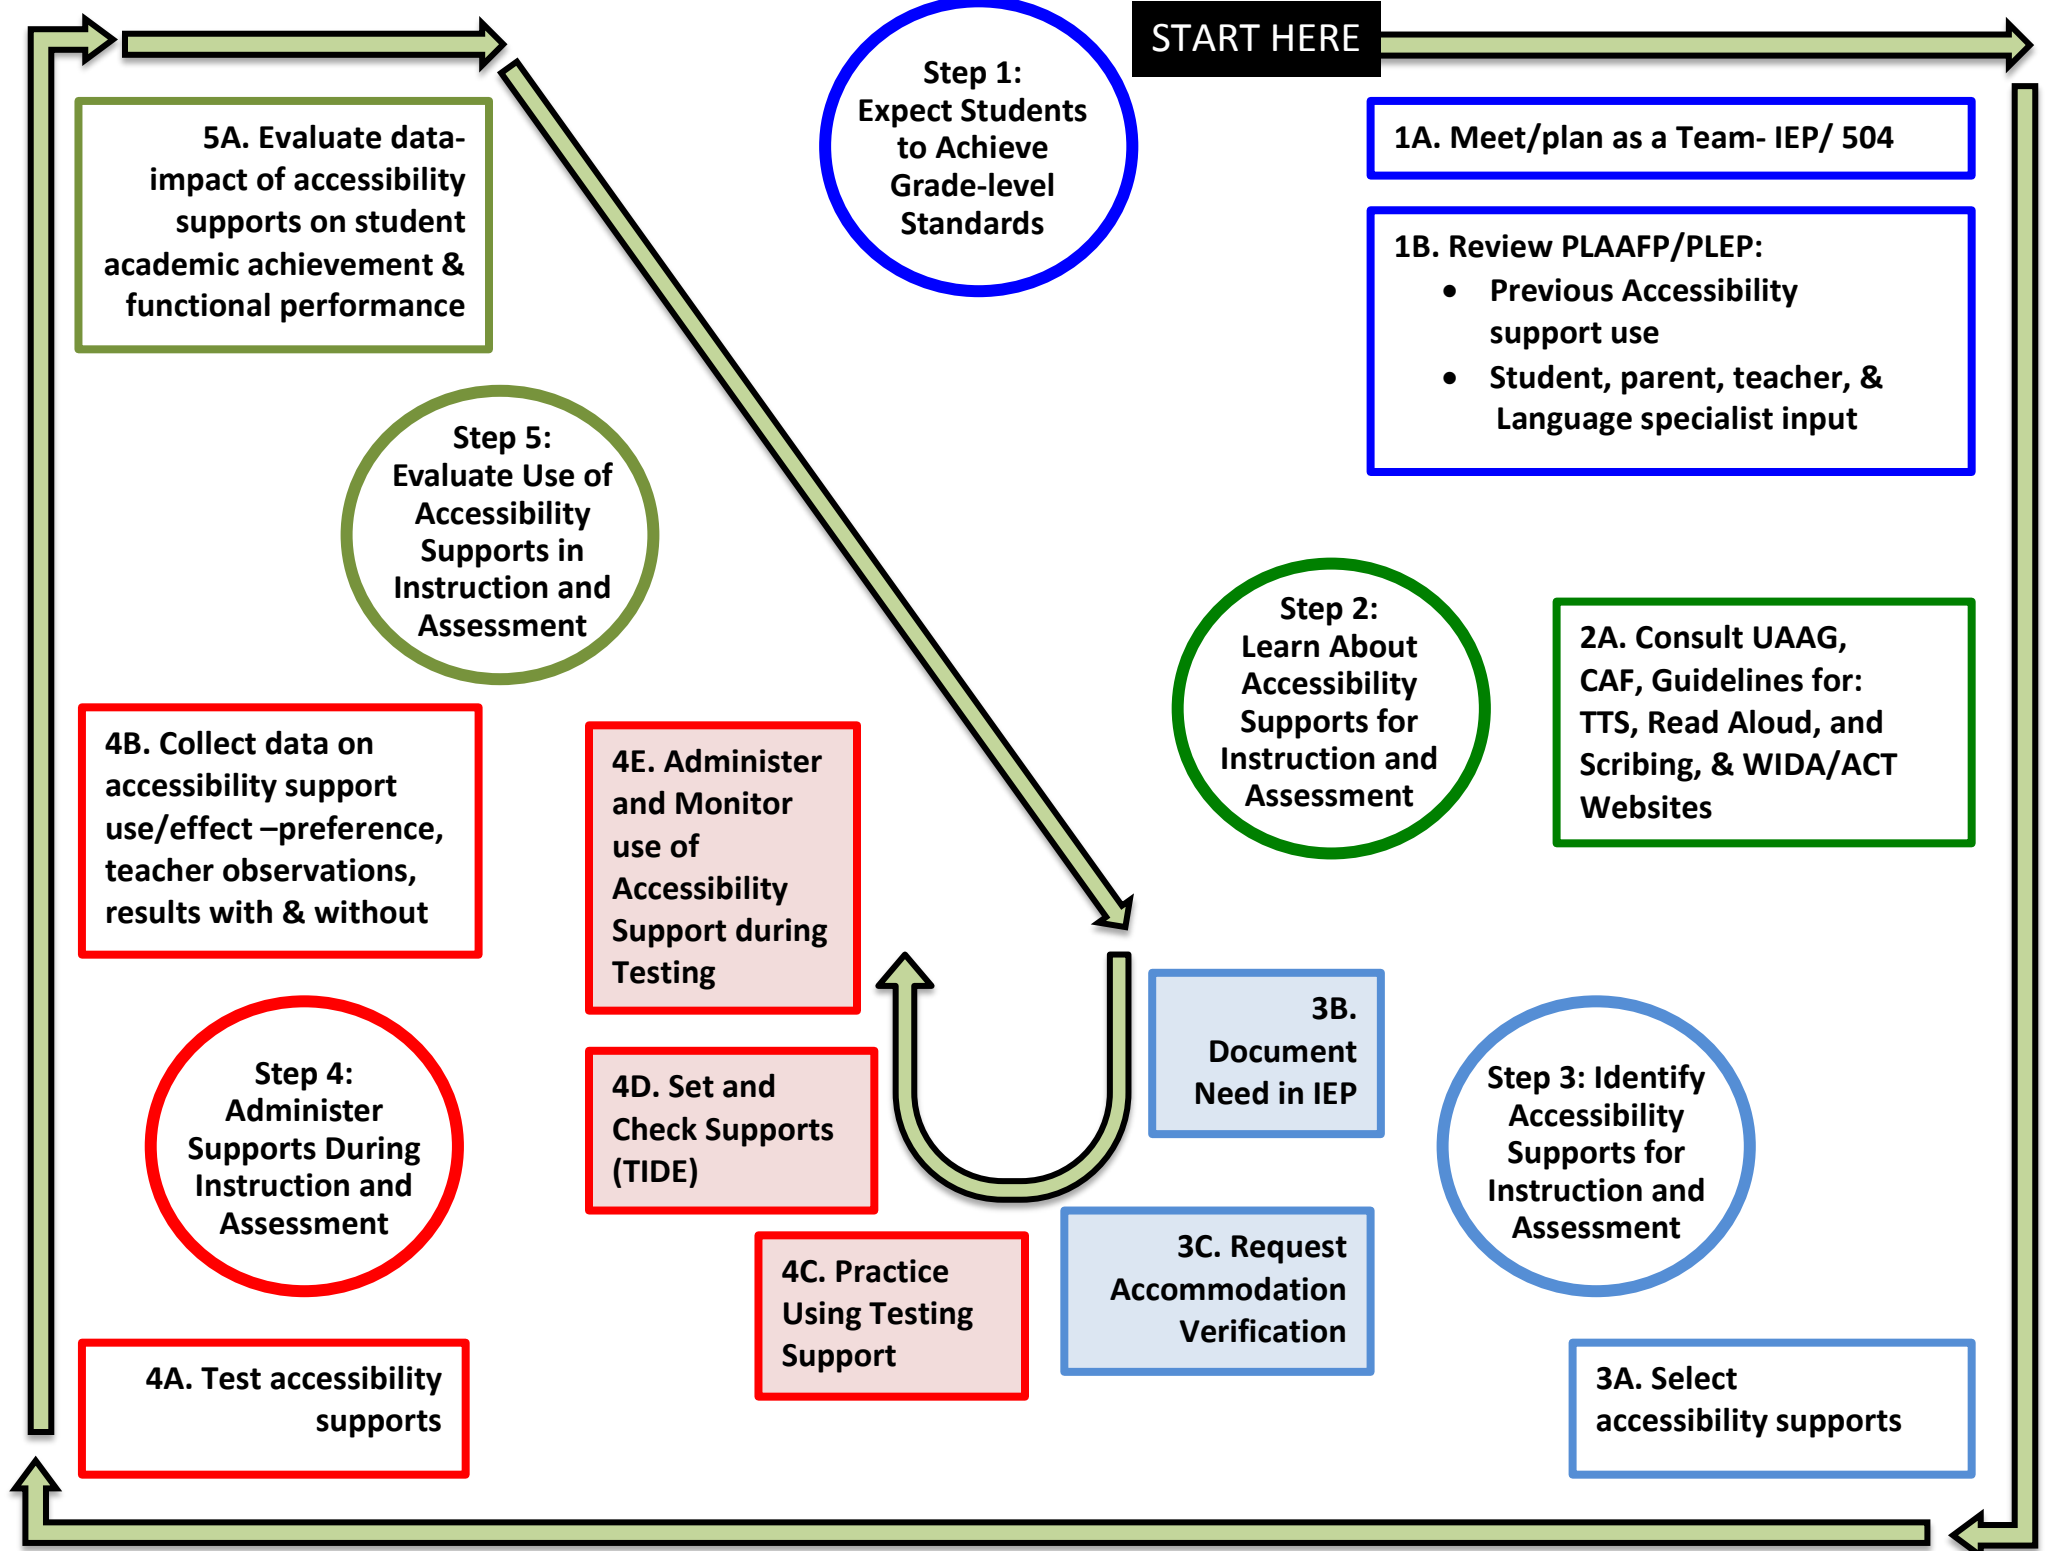 START HERE
Step 1:
Expect Students
to Achieve
Grade-level
Standards
1A. Meet/plan as a Team- IEP/ 504
1B. Review PLAAFP/PLEP:
• Previous Accessibility
support use
• Student, parent, teacher, &
Language specialist input
Step 2:
Learn About
Accessibility
Supports for
Instruction and
Assessment
2A. Consult UAAG,
CAF, Guidelines for:
TTS, Read Aloud, and
Scribing, & WIDA/ACT
Websites
Step 3: Identify
Accessibility
Supports for
Instruction and
Assessment
3A. Select
accessibility supports
4A. Test accessibility
supports
Step 4:
Administer
Supports During
Instruction and
Assessment
4B. Collect data on
accessibility support
use/effect –preference,
teacher observations,
results with & without
Step 5:
Evaluate Use of
Accessibility
Supports in
Instruction and
Assessment
5A. Evaluate data-
impact of accessibility
supports on student
academic achievement &
functional performance
3B.
Document
Need in IEP
3C. Request
Accommodation
Verification
4C. Practice
Using Testing
Support
4D. Set and
Check Supports
(TIDE)
4E. Administer
and Monitor
use of
Accessibility
Support during
Testing